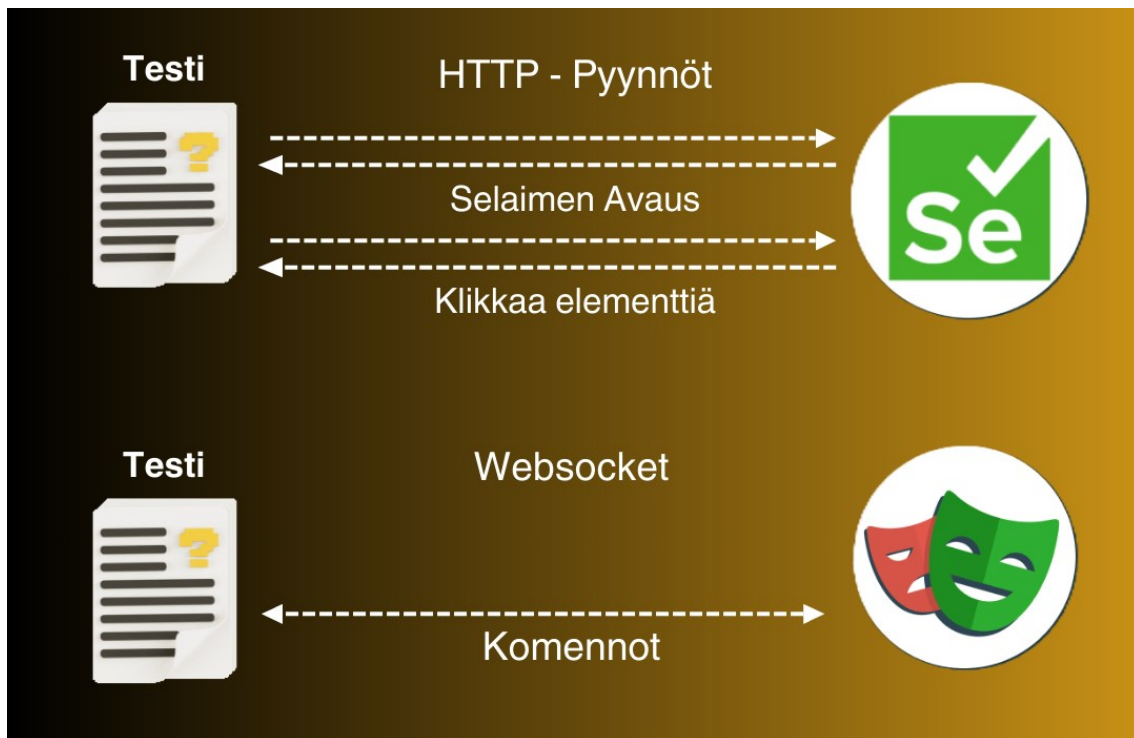 Testi
HTTP - Pyynnöt
Selaimen Avaus
Se
Klikkaa elementtiä
Testi
Websocket
Komennot